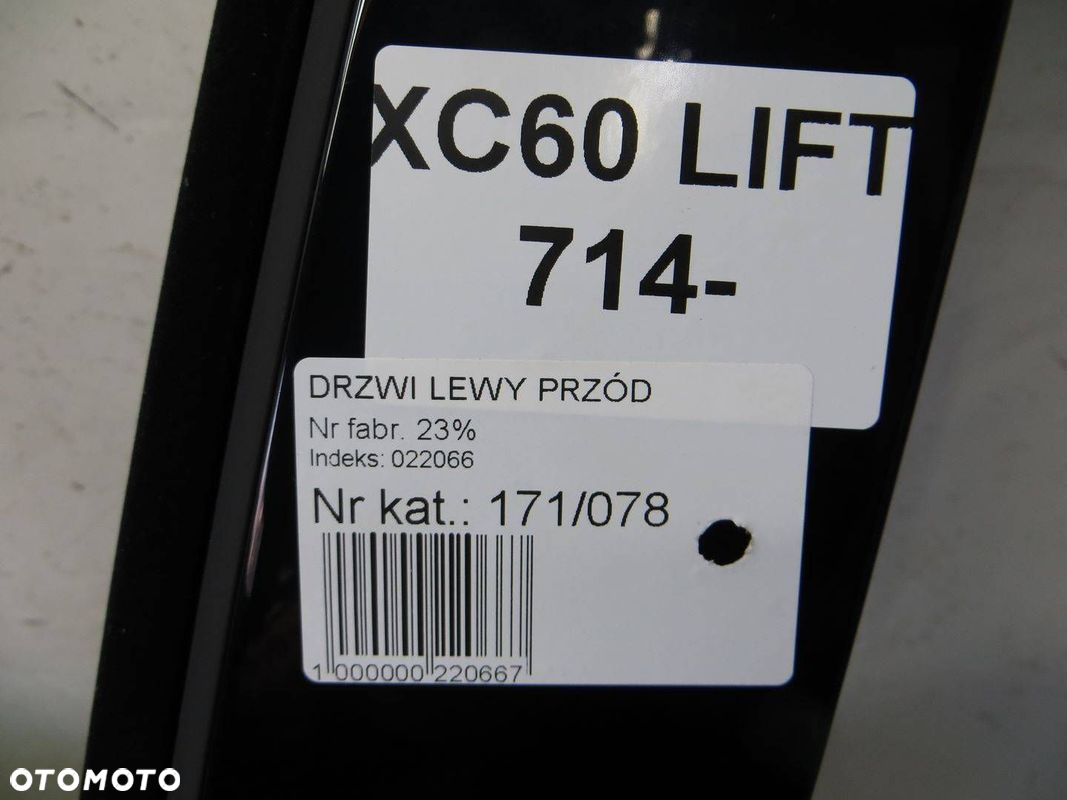 XC60 LIFT
714-
DRZWI LEWY PRZÓD
Nr fabr. 23%
Indeks: 022066
Nr kat.: 171/078
1 000000 220667
OTOMOTO